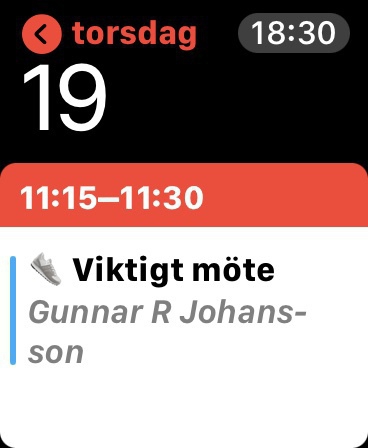 torsdag 18:30
19
11:15–11:30
👟 Viktigt möte
Gunnar R Johans-
son